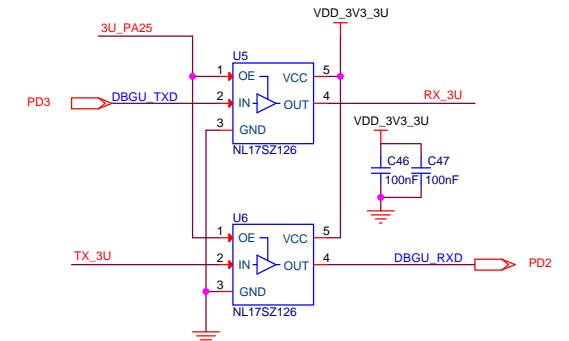 VDD_3V3_3U
3U_PA25
U5
1 OE VCC 5
PD3 DBGU_TXD 2 IN OUT 4 RX_3U
3 GND
VDD_3V3_3U
NL17SZ126
C46 C47
100nF 100nF
U6
1 OE VCC 5
TX_3U 2 IN OUT 4 DBGU_RXD PD2
3 GND
NL17SZ126